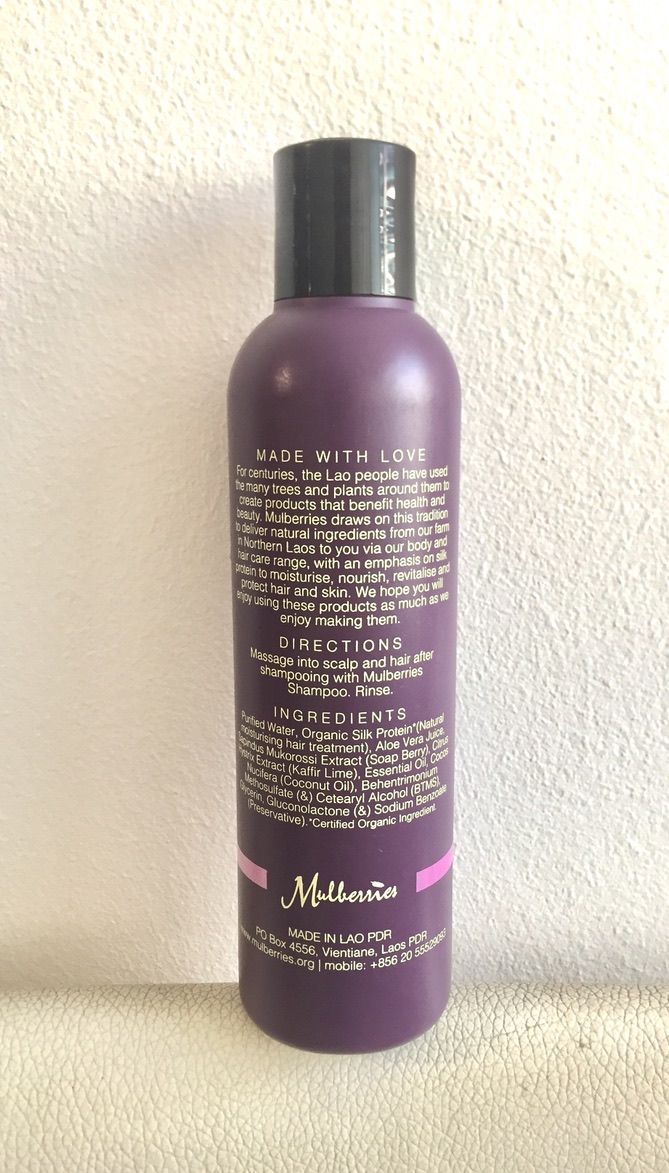 MADE WITH LOVE
For centuries, the Lao people have used
the many trees and plants around them to
create products that benefit health and
beauty. Mulberries draws on this tradition
to deliver natural ingredients from our farm
in Northern Laos to you via our body and
hair care range, with an emphasis on silk
protein to moisturise, nourish, revitalise and
protect hair and skin. We hope you will
enjoy using these products as much as we
enjoy making them.
DIRECTIONS
Massage into scalp and hair after
shampooing with Mulberries
Shampoo. Rinse.
INGREDIENTS
Purified Water, Organic Silk Protein*(Natural
moisturising hair treatment), Aloe Vera Juice,
Sapindus Mukorossi Extract (Soap Berry), Citrus
Hystrix Extract (Kaffir Lime), Essential Oil, Cocos
Nucifera (Coconut Oil), Behentrimonium
Methosulfate (&) Cetearyl Alcohol (BTMS),
Glycerin, Gluconolactone (&) Sodium Benzoate
(Preservative).*Certified Organic Ingredient.
Mulberries
MADE IN LAO PDR
PO Box 4556, Vientiane, Laos PDR
www.mulberries.org | mobile: +856 20 55529093